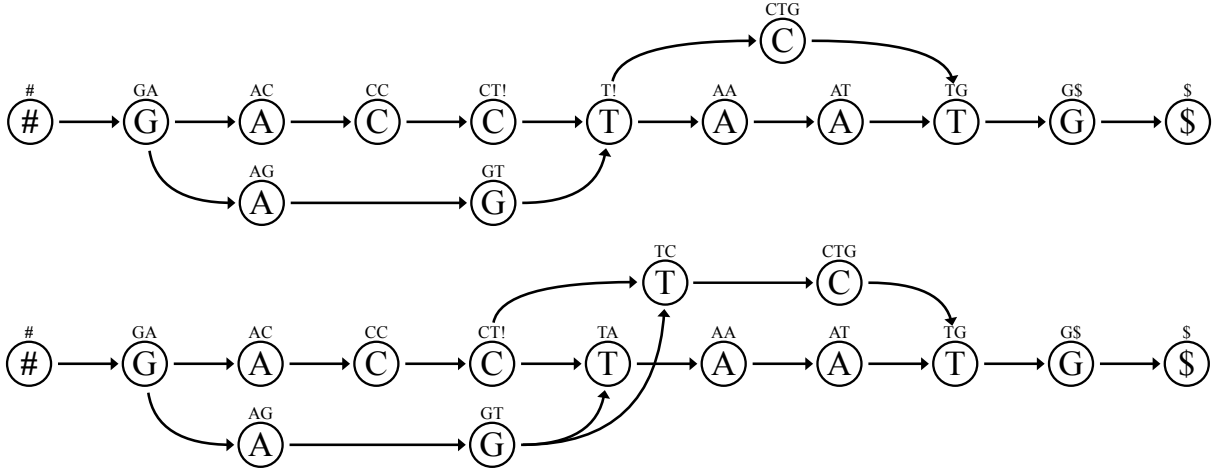 CTG
C
# GA AC CC CT! T! AA AT TG G$ $
# G A C C T A A T G $
AG GT
A G
TC CTG
T C
# GA AC CC CT! TA AA AT TG G$ $
# G A C C T A A T G $
AG GT
A G